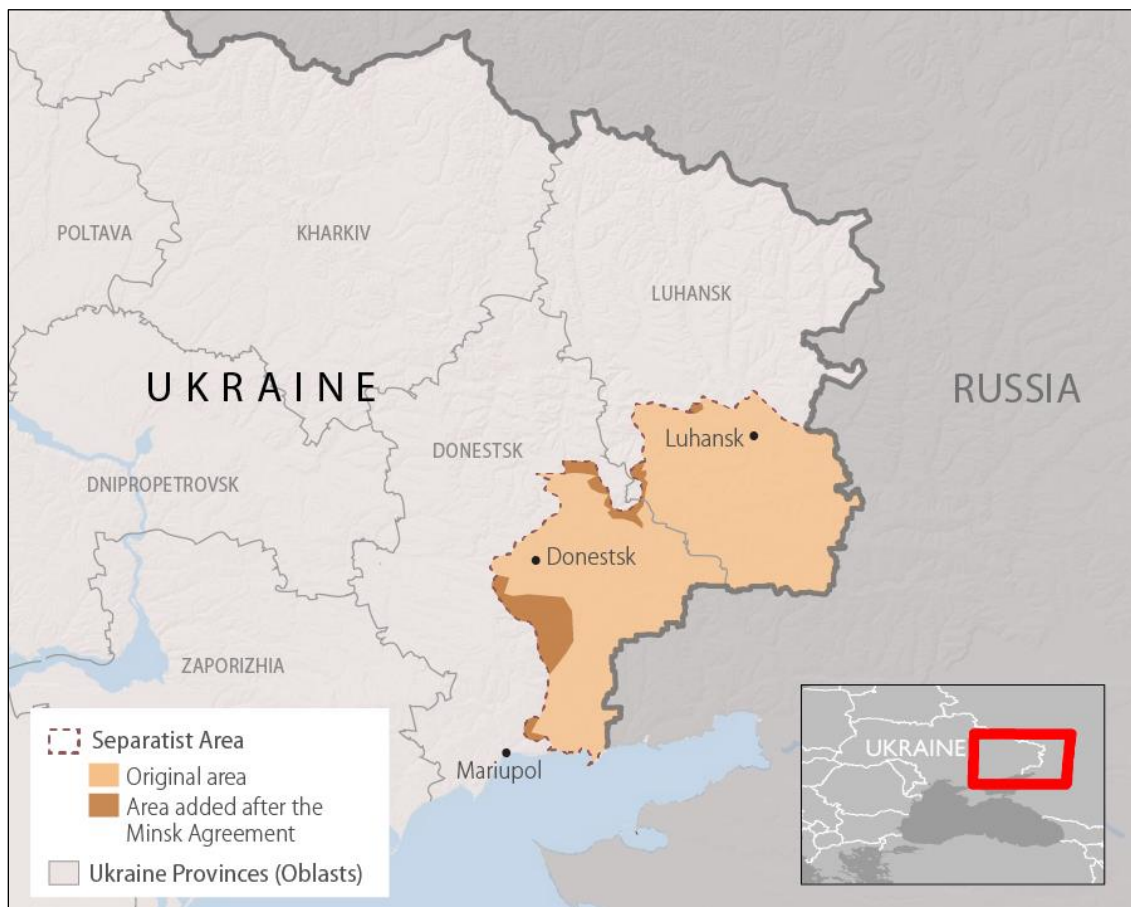 POLTAVA
KHARKIV
LUHANSK
UKRAINE
RUSSIA
Luhansk
DONESTSK
DNIPROPETROVSK
Donestsk
ZAPORIZHIA
Mariupol
Separatist Area
Original area
Area added after the
Minsk Agreement
Ukraine Provinces (Oblasts)
UKRAINE